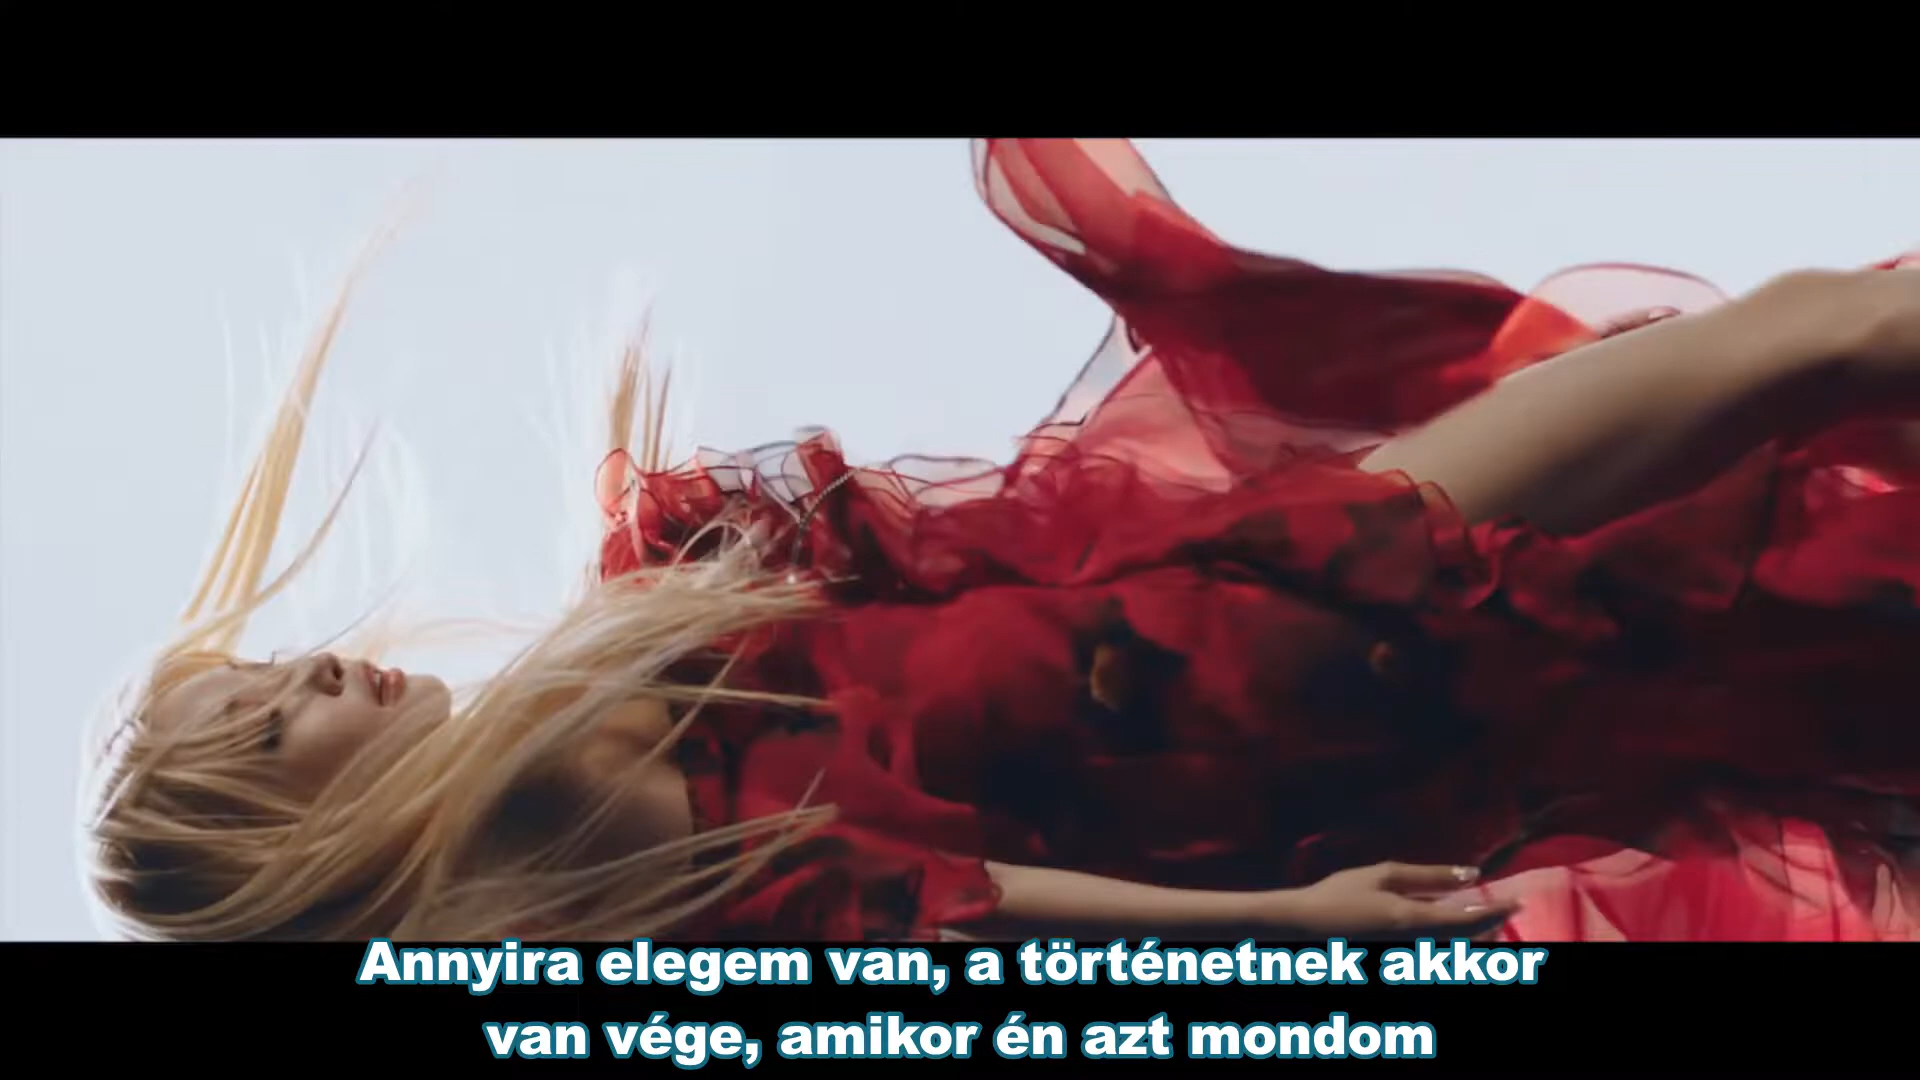 Annyira elegem van, a történetnek akkor
van vége, amikor én azt mondom